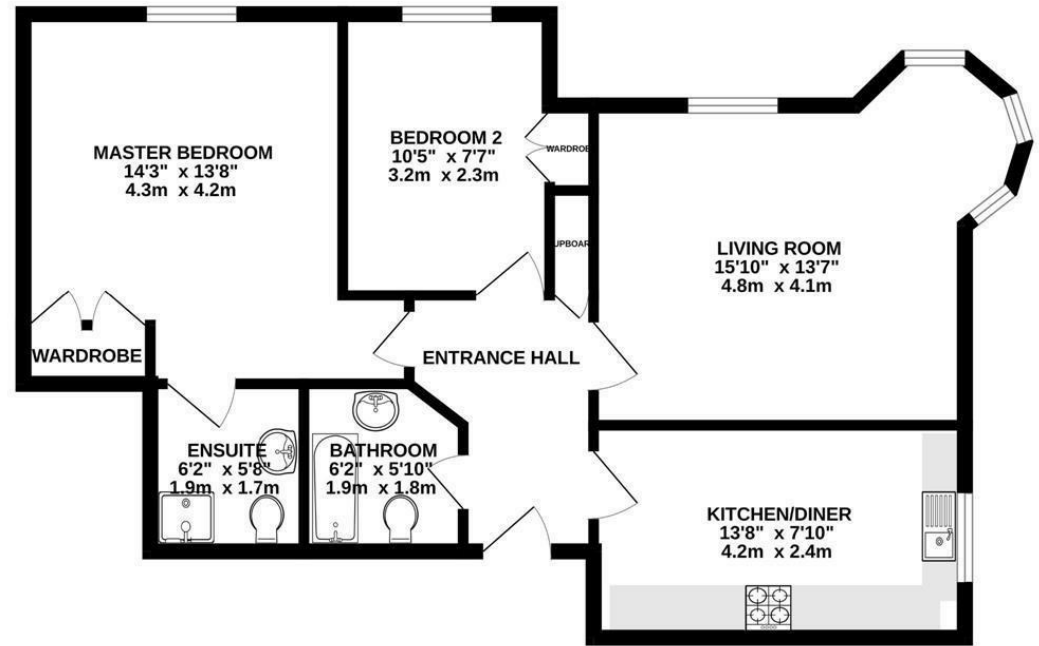 MASTER BEDROOM
14'3" x 13'8"
4.3m x 4.2m
BEDROOM 2
10'5" x 7'7"
3.2m x 2.3m
WARDROBE
UPBOAR
LIVING ROOM
15'10" x 13'7"
4.8m x 4.1m
WARDROBE
ENTRANCE HALL
ENSUITE
6'2" x 5'8"
1.9m x 1.7m
BATHROOM
6'2" x 5'10"
1.9m x 1.8m
KITCHEN/DINER
13'8" x 7'10"
4.2m x 2.4m